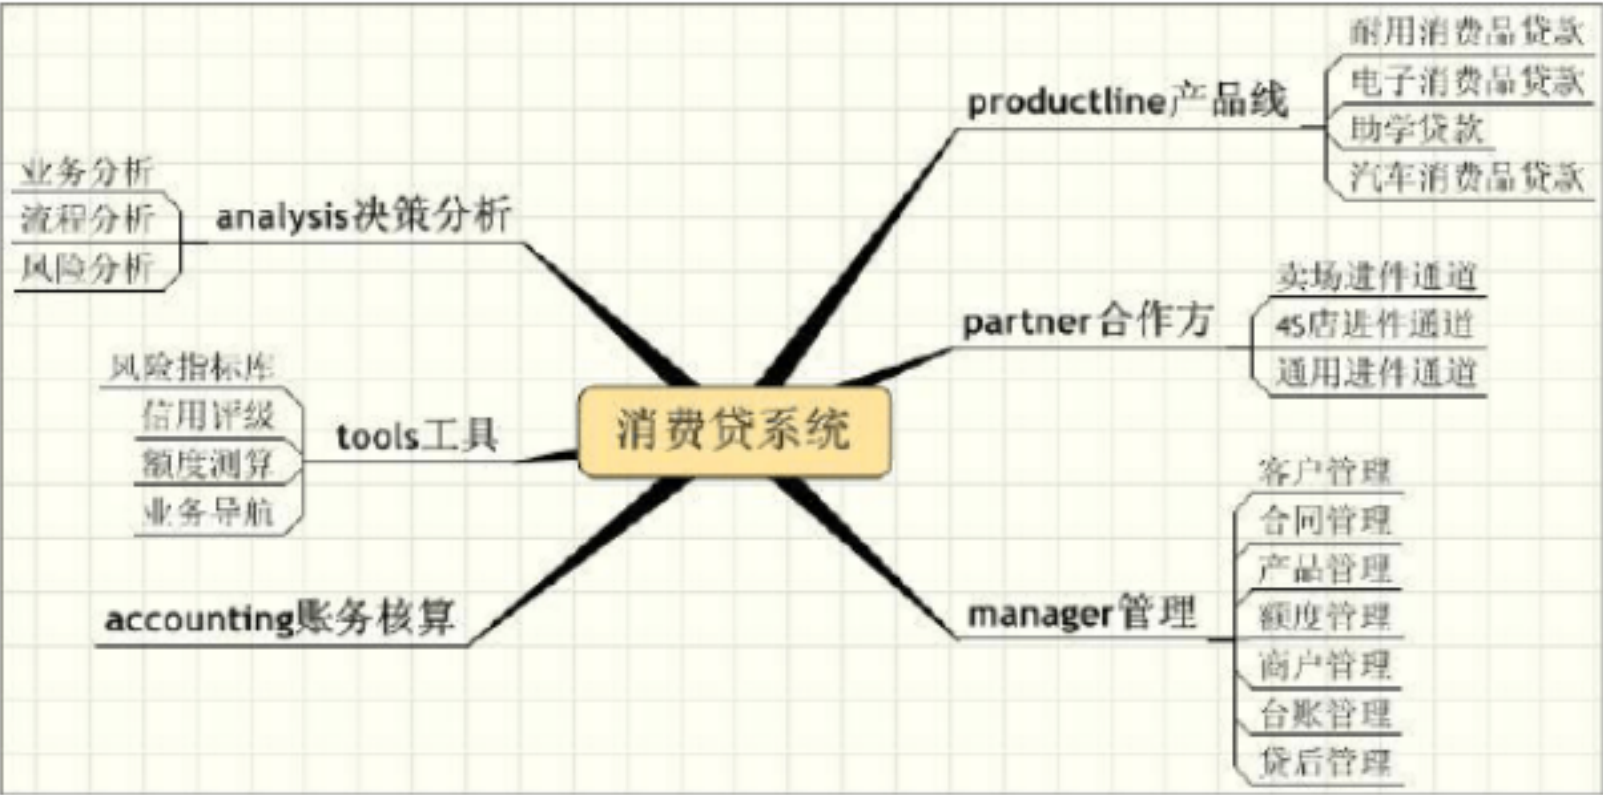 消费贷系统
productline产品线
耐用消费品贷款
电子消费品贷款
助学贷款
汽车消费品贷款
partner合作方
卖场进件通道
4S店进件通道
通用进件通道
manager管理
客户管理
合同管理
产品管理
额度管理
商户管理
台账管理
贷后管理
analysis决策分析
业务分析
流程分析
风险分析
tools工具
风险指标库
信用评级
额度测算
业务导航
accounting账务核算